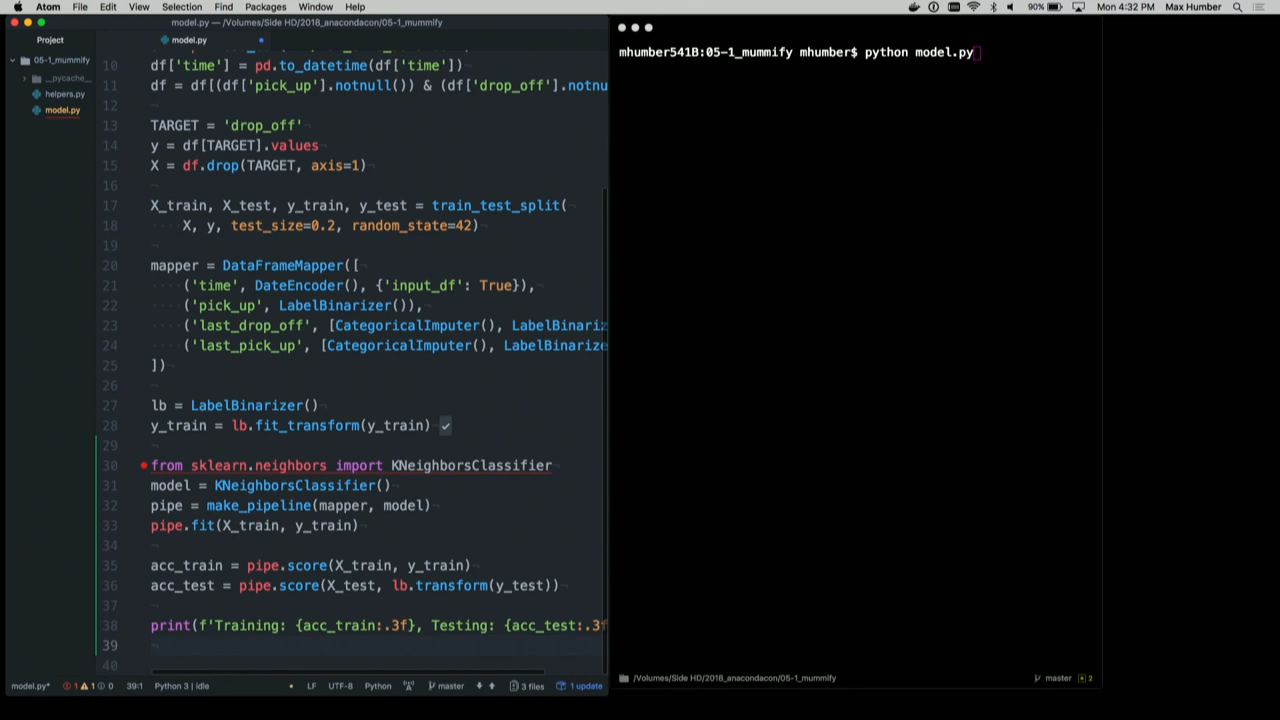 Atom File Edit View Selection Find Packages Window Help 90% Mon 4:32 PM Max Humber
model.py — /Volumes/Side HD/2018_anacondacon/05-1_mummify
Project
model.py
05-1_mummify
__pycache__
helpers.py
model.py
10 df['time'] = pd.to_datetime(df['time'])
11 df = df[(df['pick_up'].notnull()) & (df['drop_off'].notnu
12
13 TARGET = 'drop_off'
14 y = df[TARGET].values
15 X = df.drop(TARGET, axis=1)
16
17 X_train, X_test, y_train, y_test = train_test_split(
18 X, y, test_size=0.2, random_state=42)
19
20 mapper = DataFrameMapper([
21 ('time', DateEncoder(), {'input_df': True}),
22 ('pick_up', LabelBinarizer()),
23 ('last_drop_off', [CategoricalImputer(), LabelBinariz
24 ('last_pick_up', [CategoricalImputer(), LabelBinarize
25 ])
26
27 lb = LabelBinarizer()
28 y_train = lb.fit_transform(y_train)
29
30 from sklearn.neighbors import KNeighborsClassifier
31 model = KNeighborsClassifier()
32 pipe = make_pipeline(mapper, model)
33 pipe.fit(X_train, y_train)
34
35 acc_train = pipe.score(X_train, y_train)
36 acc_test = pipe.score(X_test, lb.transform(y_test))
37
38 print(f'Training: {acc_train:.3f}, Testing: {acc_test:.3f
39
40
model.py* 1 1 0 39:1 Python 3 | idle LF UTF-8 Python master 3 files 1 update
mhumber541B:05-1_mummify mhumber$ python model.py
/Volumes/Side HD/2018_anacondacon/05-1_mummify master 2